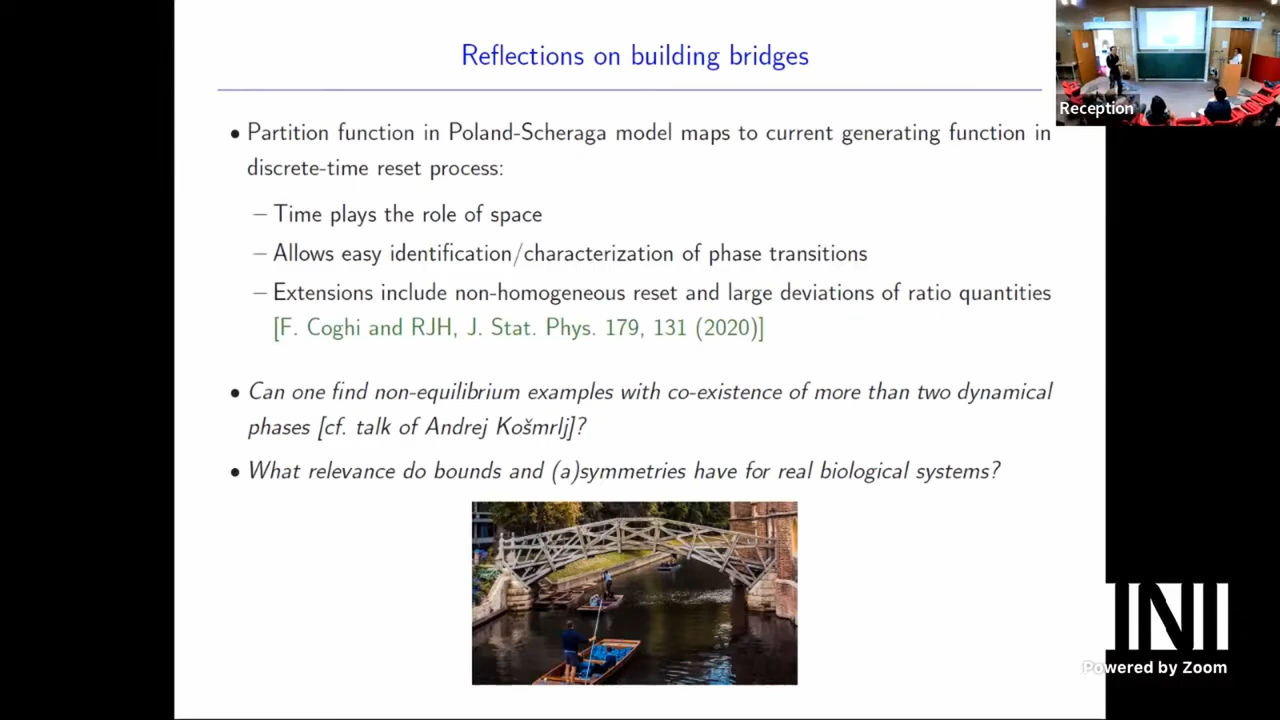 Reflections on building bridges
Reception
• Partition function in Poland-Scheraga model maps to current generating function in
discrete-time reset process:
– Time plays the role of space
– Allows easy identification/characterization of phase transitions
– Extensions include non-homogeneous reset and large deviations of ratio quantities
[F. Coghi and RJH, J. Stat. Phys. 179, 131 (2020)]
• Can one find non-equilibrium examples with co-existence of more than two dynamical
phases [cf. talk of Andrej Košmrlj]?
• What relevance do bounds and (a)symmetries have for real biological systems?
INI
Powered by Zoom